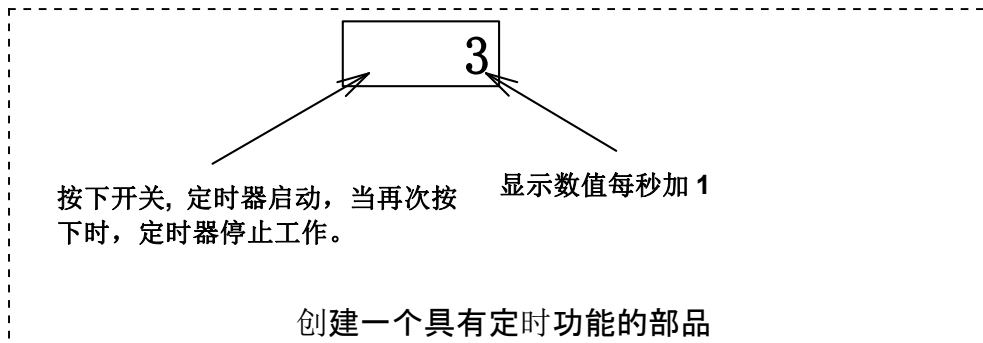 3
按下开关, 定时器启动，当再次按
下时，定时器停止工作。
显示数值每秒加 1
创建一个具有定时功能的部品